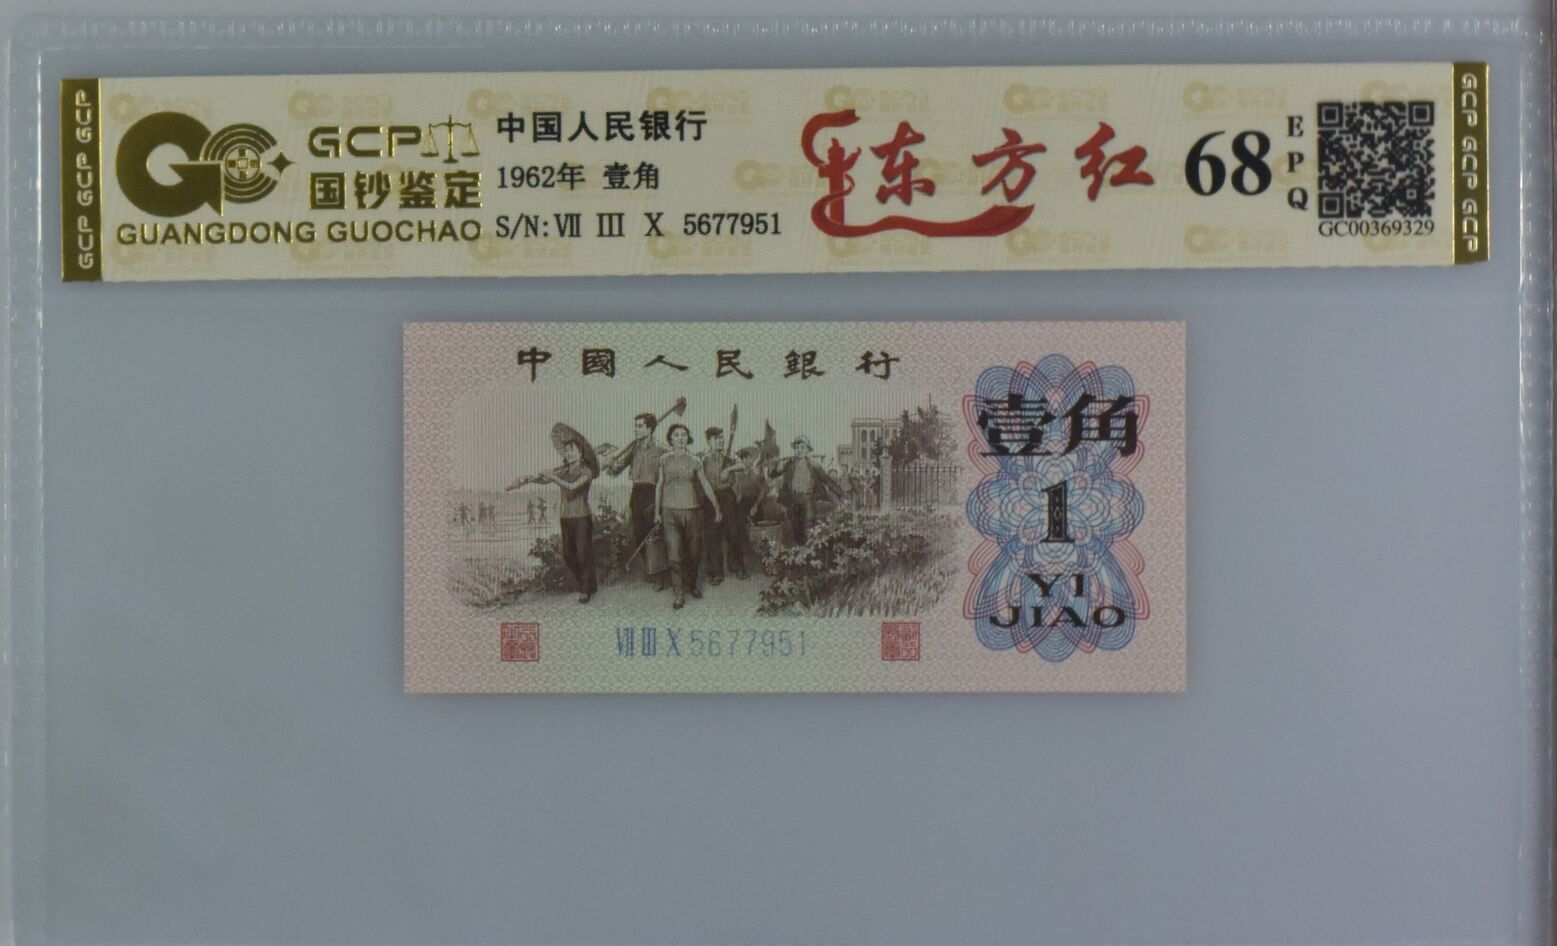 GCP GCP GCP
GCP
国钞鉴定
GUANGDONG GUOCHAO
中国人民银行
1962年 壹角
S/N: Ⅶ Ⅲ Ⅹ 5677951
东方红
68
EPQ
GC00369329
GCP GCP GCP
中國人民銀行
壹角
1
YI
JIAO
Ⅶ Ⅲ Ⅹ 5677951